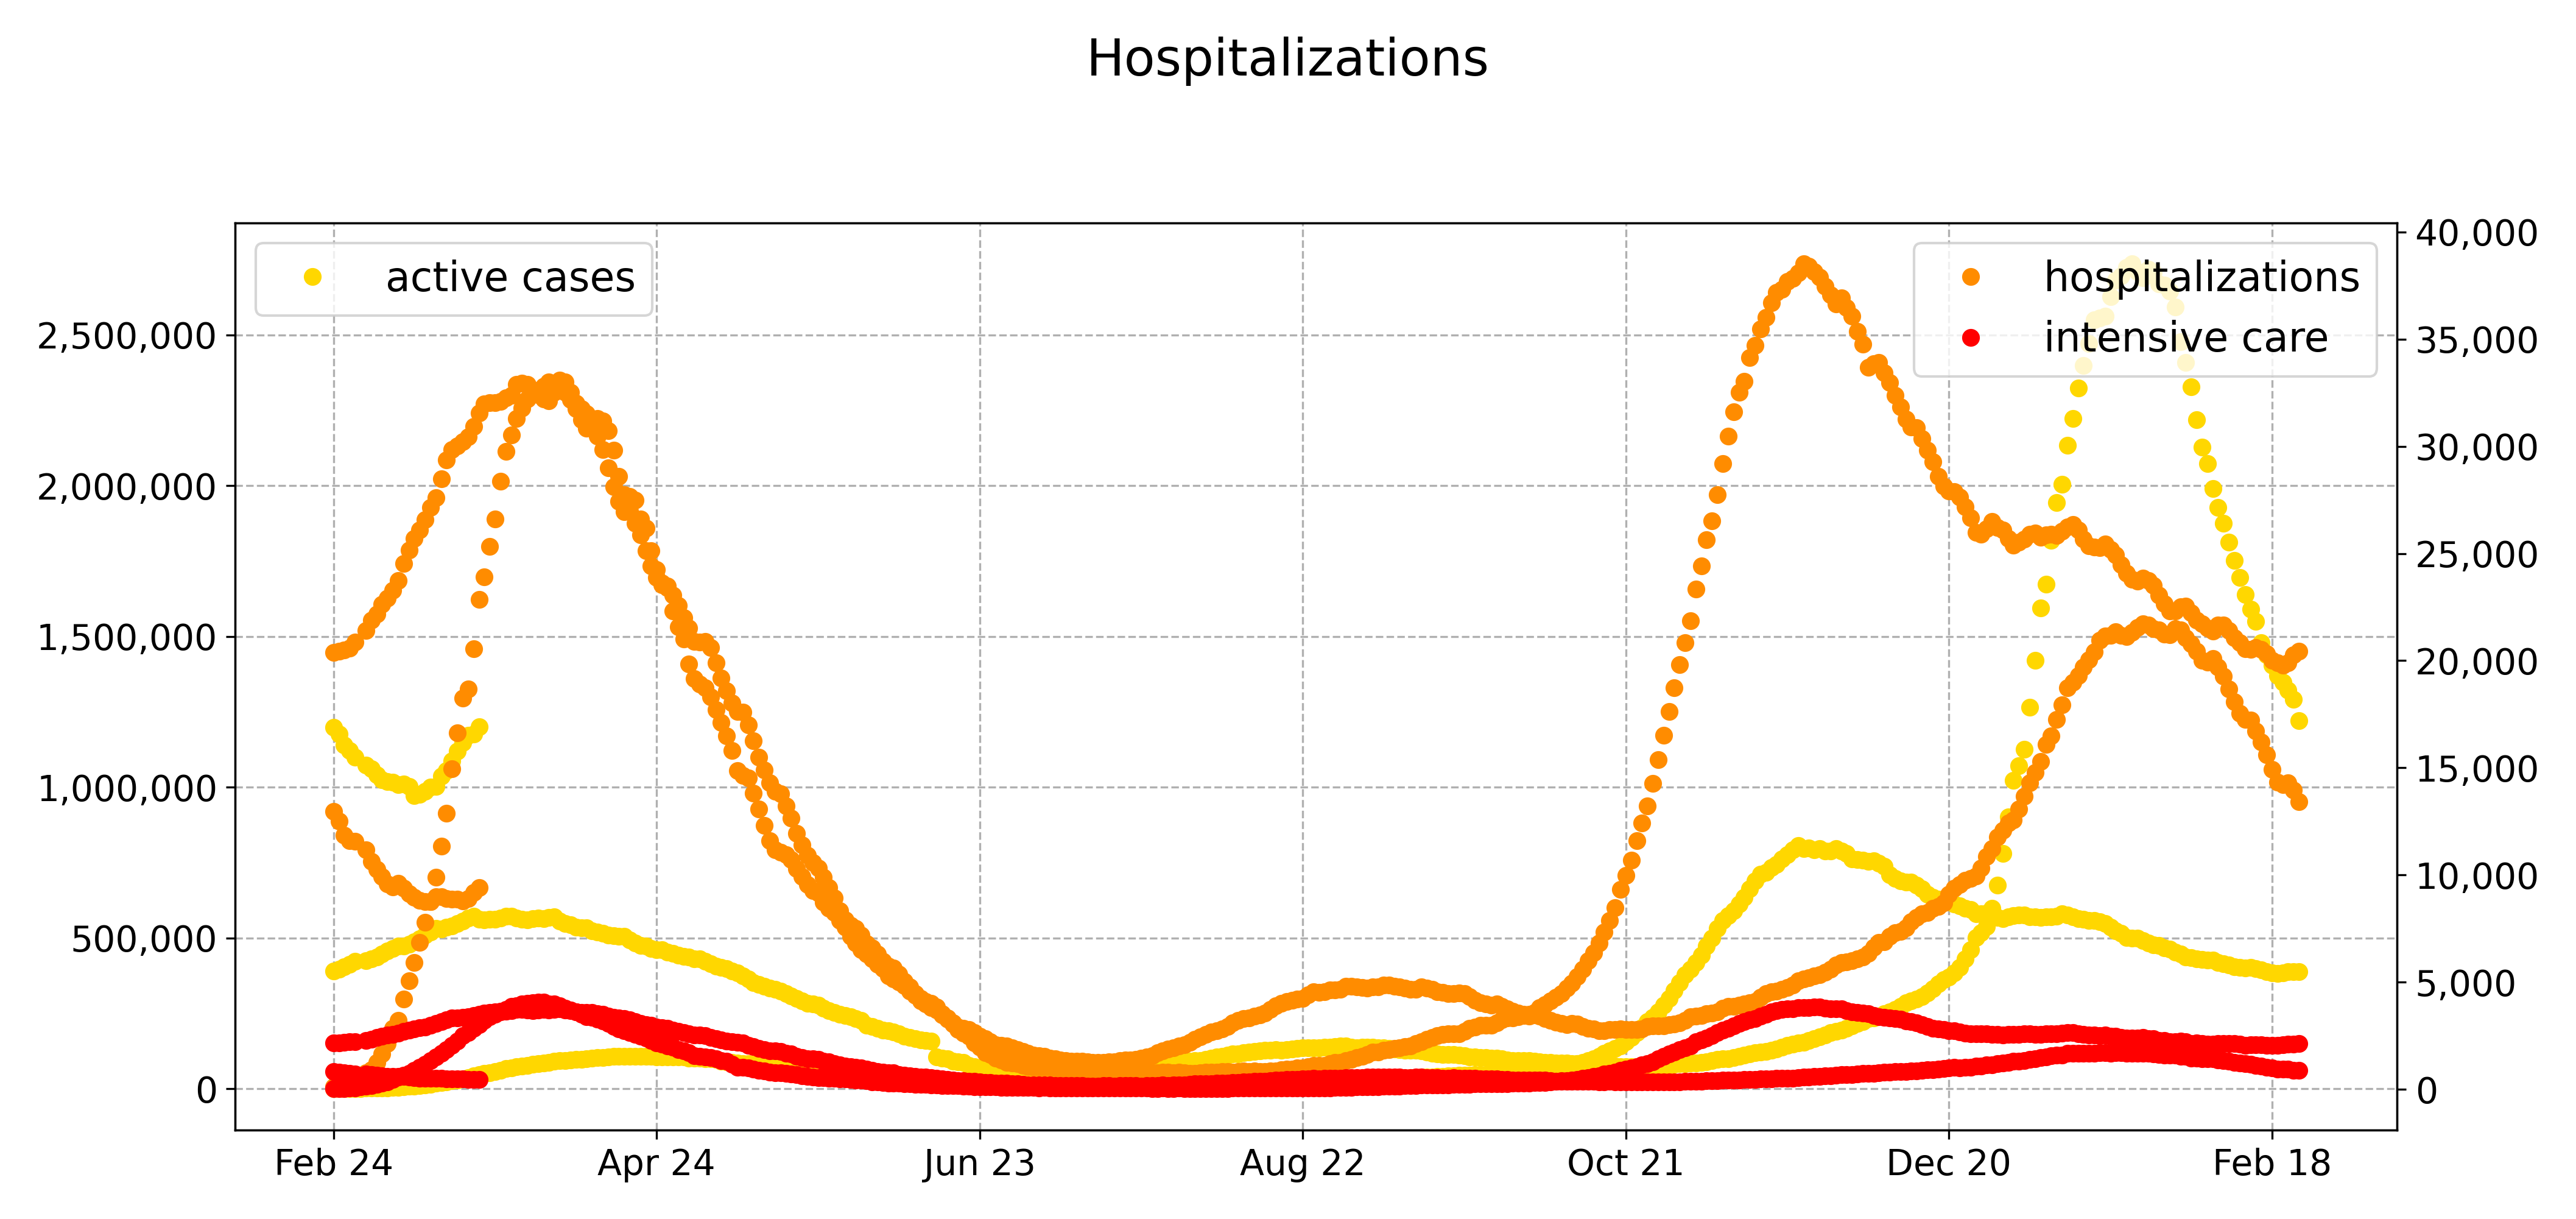 Hospitalizations
active cases
hospitalizations
intensive care
2,500,000
2,000,000
1,500,000
1,000,000
500,000
0
40,000
35,000
30,000
25,000
20,000
15,000
10,000
5,000
0
Feb 24
Apr 24
Jun 23
Aug 22
Oct 21
Dec 20
Feb 18